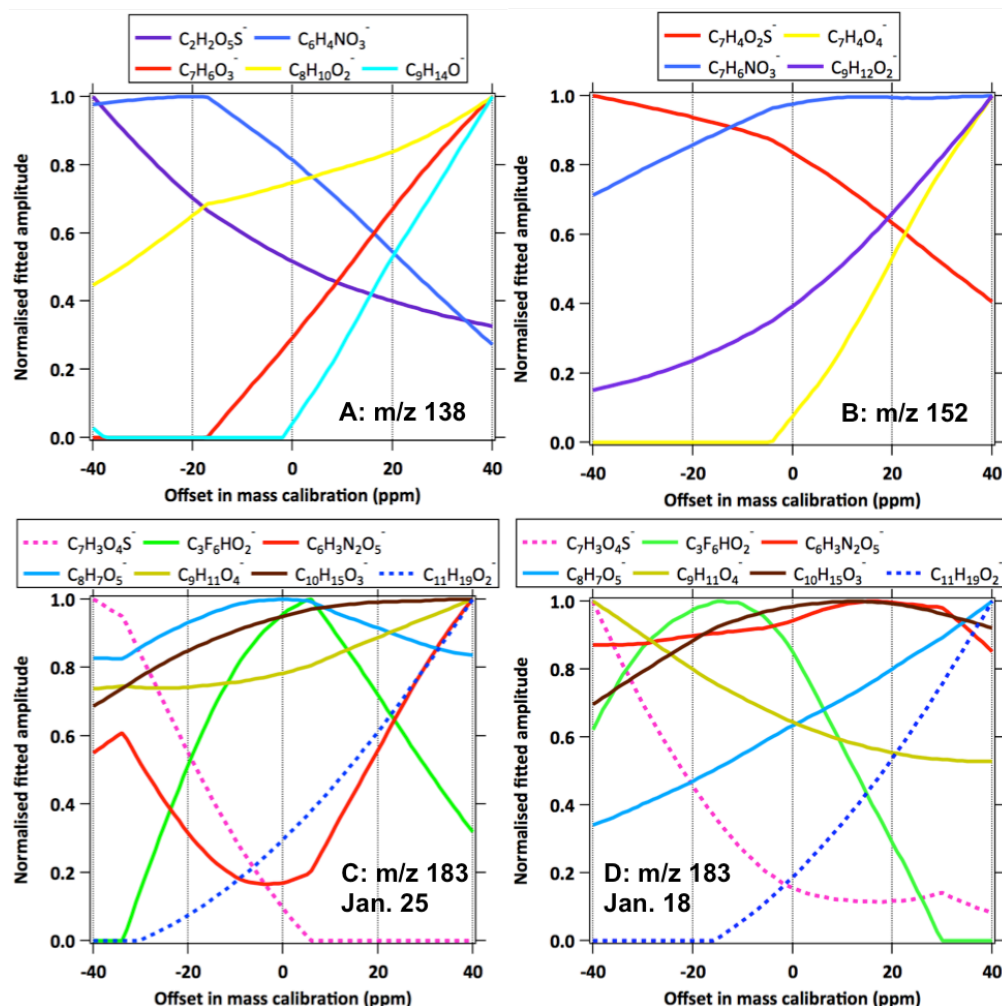 C₂H₂O₅S⁻ C₆H₄NO₃⁻
C₇H₆O₃⁻ C₈H₁₀O₂⁻ C₉H₁₄O⁻
1.0
0.8
0.6
0.4
0.2
0.0
Normalised fitted amplitude
A: m/z 138
-40 -20 0 20 40
Offset in mass calibration (ppm)
C₇H₄O₂S⁻ C₇H₄O₄⁻
C₇H₆NO₃⁻ C₉H₁₂O₂⁻
1.0
0.8
0.6
0.4
0.2
0.0
Normalised fitted amplitude
B: m/z 152
-40 -20 0 20 40
Offset in mass calibration (ppm)
C₇H₃O₄S⁻ C₃F₆HO₂⁻ C₆H₃N₂O₅⁻
C₈H₇O₅⁻ C₉H₁₁O₄⁻ C₁₀H₁₅O₃⁻ C₁₁H₁₉O₂⁻
1.0
0.8
0.6
0.4
0.2
0.0
Normalised fitted amplitude
C: m/z 183
Jan. 25
-40 -20 0 20 40
Offset in mass calibration (ppm)
C₇H₃O₄S⁻ C₃F₆HO₂⁻ C₆H₃N₂O₅⁻
C₈H₇O₅⁻ C₉H₁₁O₄⁻ C₁₀H₁₅O₃⁻ C₁₁H₁₉O₂⁻
1.0
0.8
0.6
0.4
0.2
0.0
Normalised fitted amplitude
D: m/z 183
Jan. 18
-40 -20 0 20 40
Offset in mass calibration (ppm)